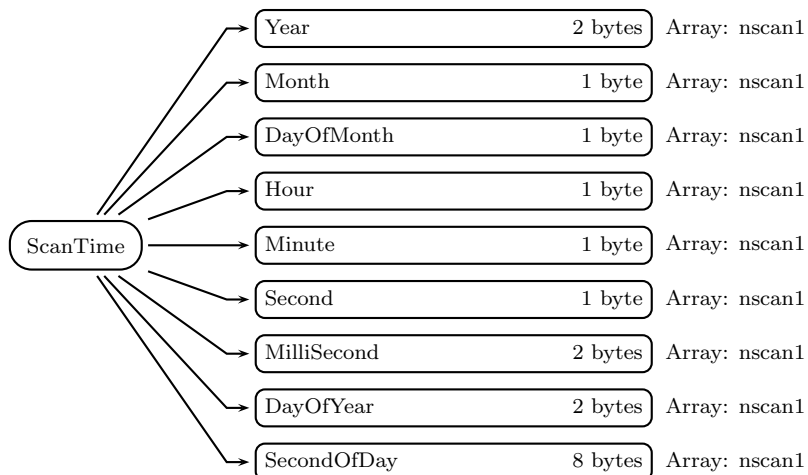 Year 2 bytes Array: nscan1
Month 1 byte Array: nscan1
DayOfMonth 1 byte Array: nscan1
Hour 1 byte Array: nscan1
ScanTime
Minute 1 byte Array: nscan1
Second 1 byte Array: nscan1
MilliSecond 2 bytes Array: nscan1
DayOfYear 2 bytes Array: nscan1
SecondOfDay 8 bytes Array: nscan1